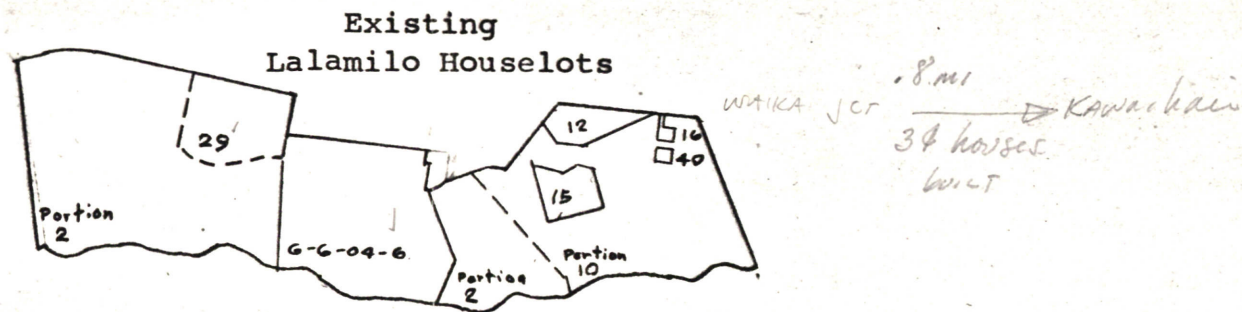 Existing
Lalamilo Houselots
.8 mi
WAIKA JCT
12
16
29
34 houses
40
built
15
Portion
2
6-6-04-6
Portion
10
Portion
2